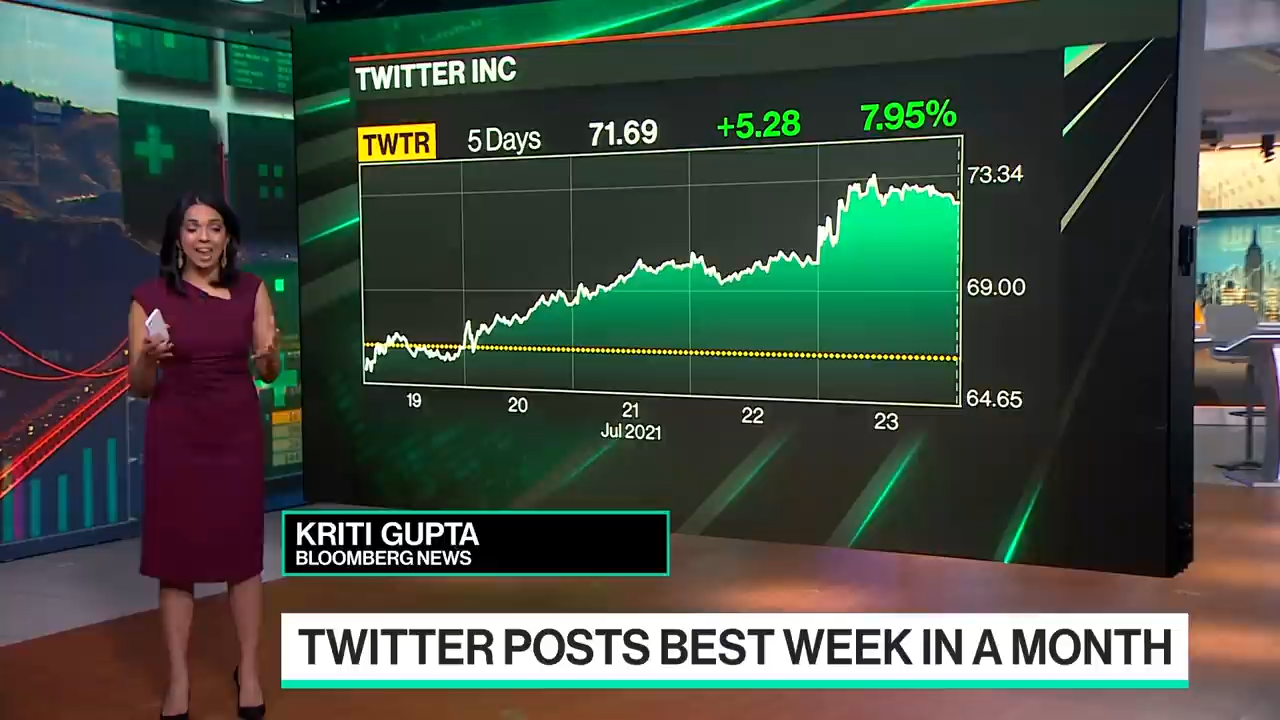 TWITTER INC
TWTR 5 Days 71.69 +5.28 7.95%
73.34
69.00
64.65
19 20 21 22 23
Jul 2021
KRITI GUPTA
BLOOMBERG NEWS
TWITTER POSTS BEST WEEK IN A MONTH